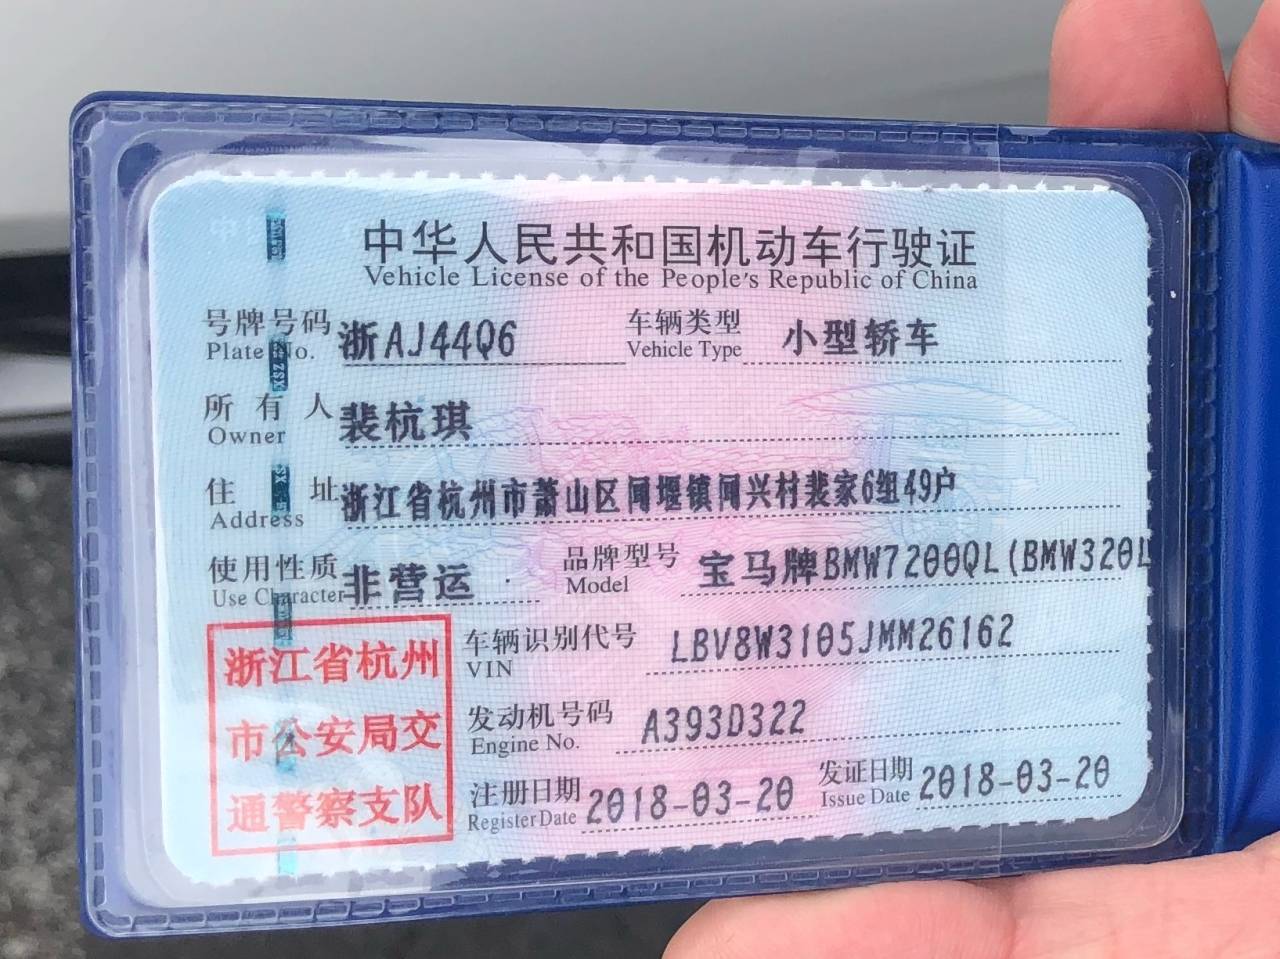 中华人民共和国机动车行驶证
Vehicle License of the People's Republic of China
号牌号码 浙AJ44Q6 车辆类型 小型轿车
Plate No. Vehicle Type
所有人 裴杭琪
Owner
住址 浙江省杭州市萧山区闻堰镇闻兴村裴家6组49户
Address
使用性质 非营运 品牌型号 宝马牌BMW7200QL(BMW320L
Use Character Model
浙江省杭州
市公安局交
通警察支队
车辆识别代号 LBV8W3105JMM26162
VIN
发动机号码 A393D322
Engine No.
注册日期 2018-03-20 发证日期 2018-03-20
Register Date Issue Date